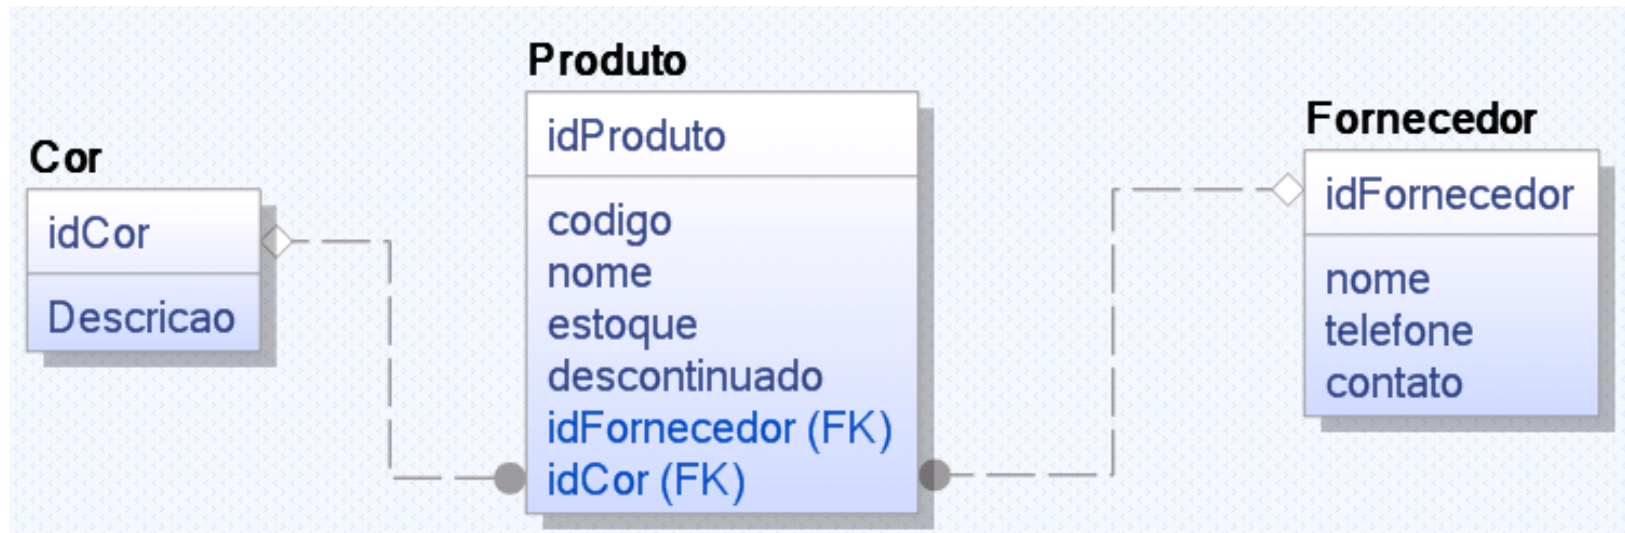 Cor
idCor
Descricao
Produto
idProduto
codigo
nome
estoque
descontinuado
idFornecedor (FK)
idCor (FK)
Fornecedor
idFornecedor
nome
telefone
contato